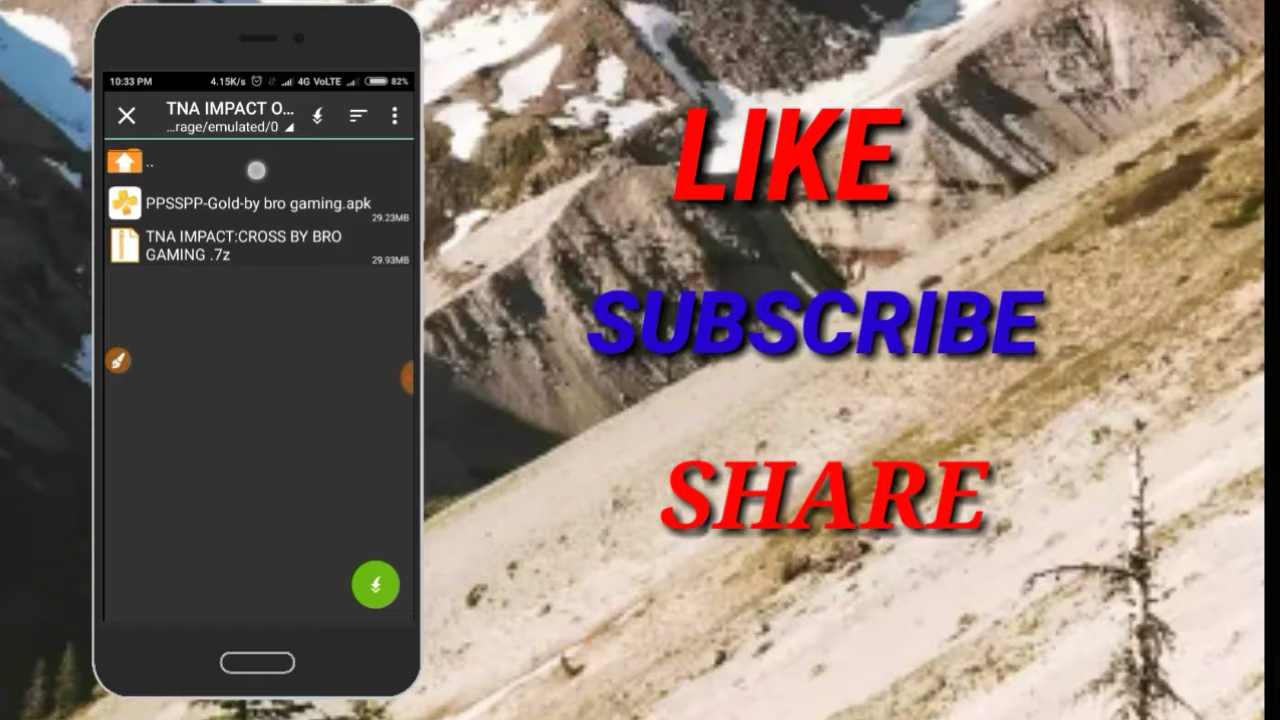 10:33 PM 4.15K/s 4G VoLTE 82%
TNA IMPACT O...
...rage/emulated/0
..
PPSSPP-Gold-by bro gaming.apk
29.23MB
TNA IMPACT:CROSS BY BRO
GAMING .7z
29.93MB
LIKE
SUBSCRIBE
SHARE